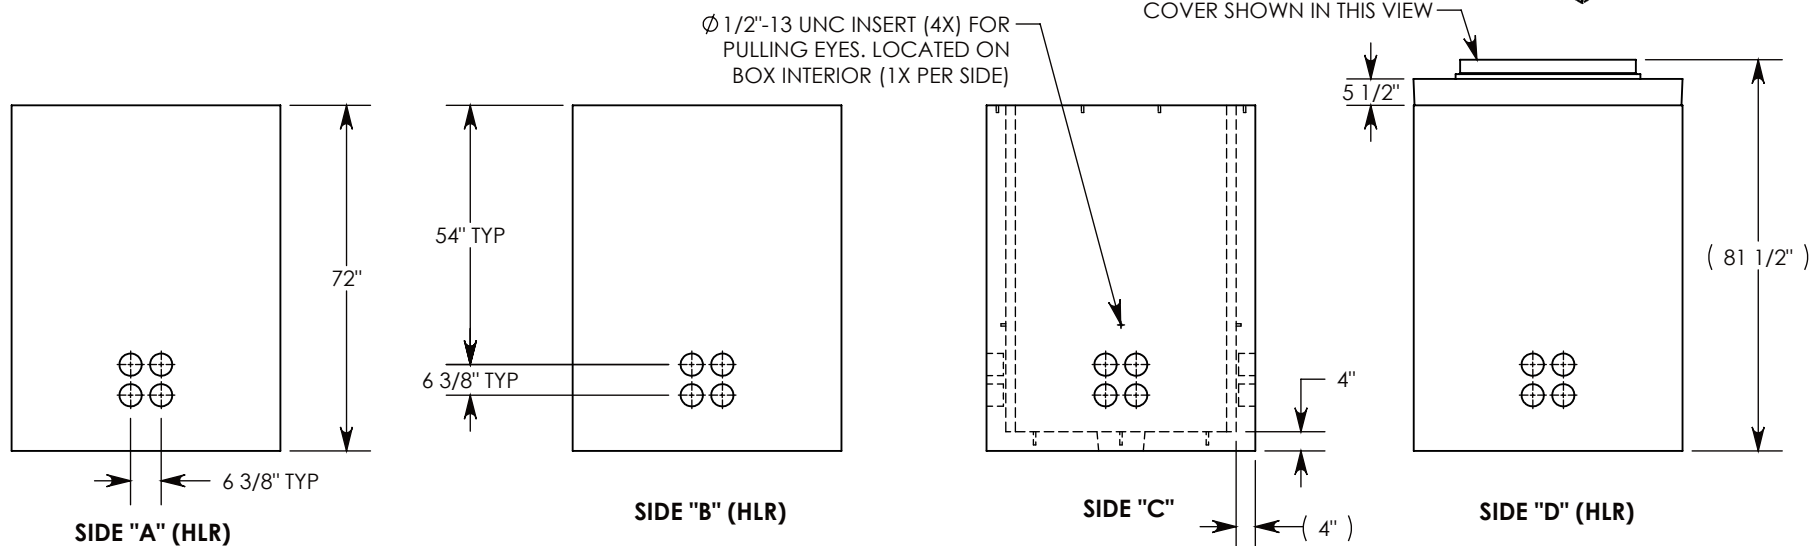 Ø 1/2"-13 UNC INSERT (4X) FOR
PULLING EYES. LOCATED ON
BOX INTERIOR (1X PER SIDE)
COVER SHOWN IN THIS VIEW
5 1/2"
54" TYP
72"
( 81 1/2" )
6 3/8" TYP
4"
6 3/8" TYP
SIDE "A" (HLR)
SIDE "B" (HLR)
SIDE "C"
( 4" )
SIDE "D" (HLR)